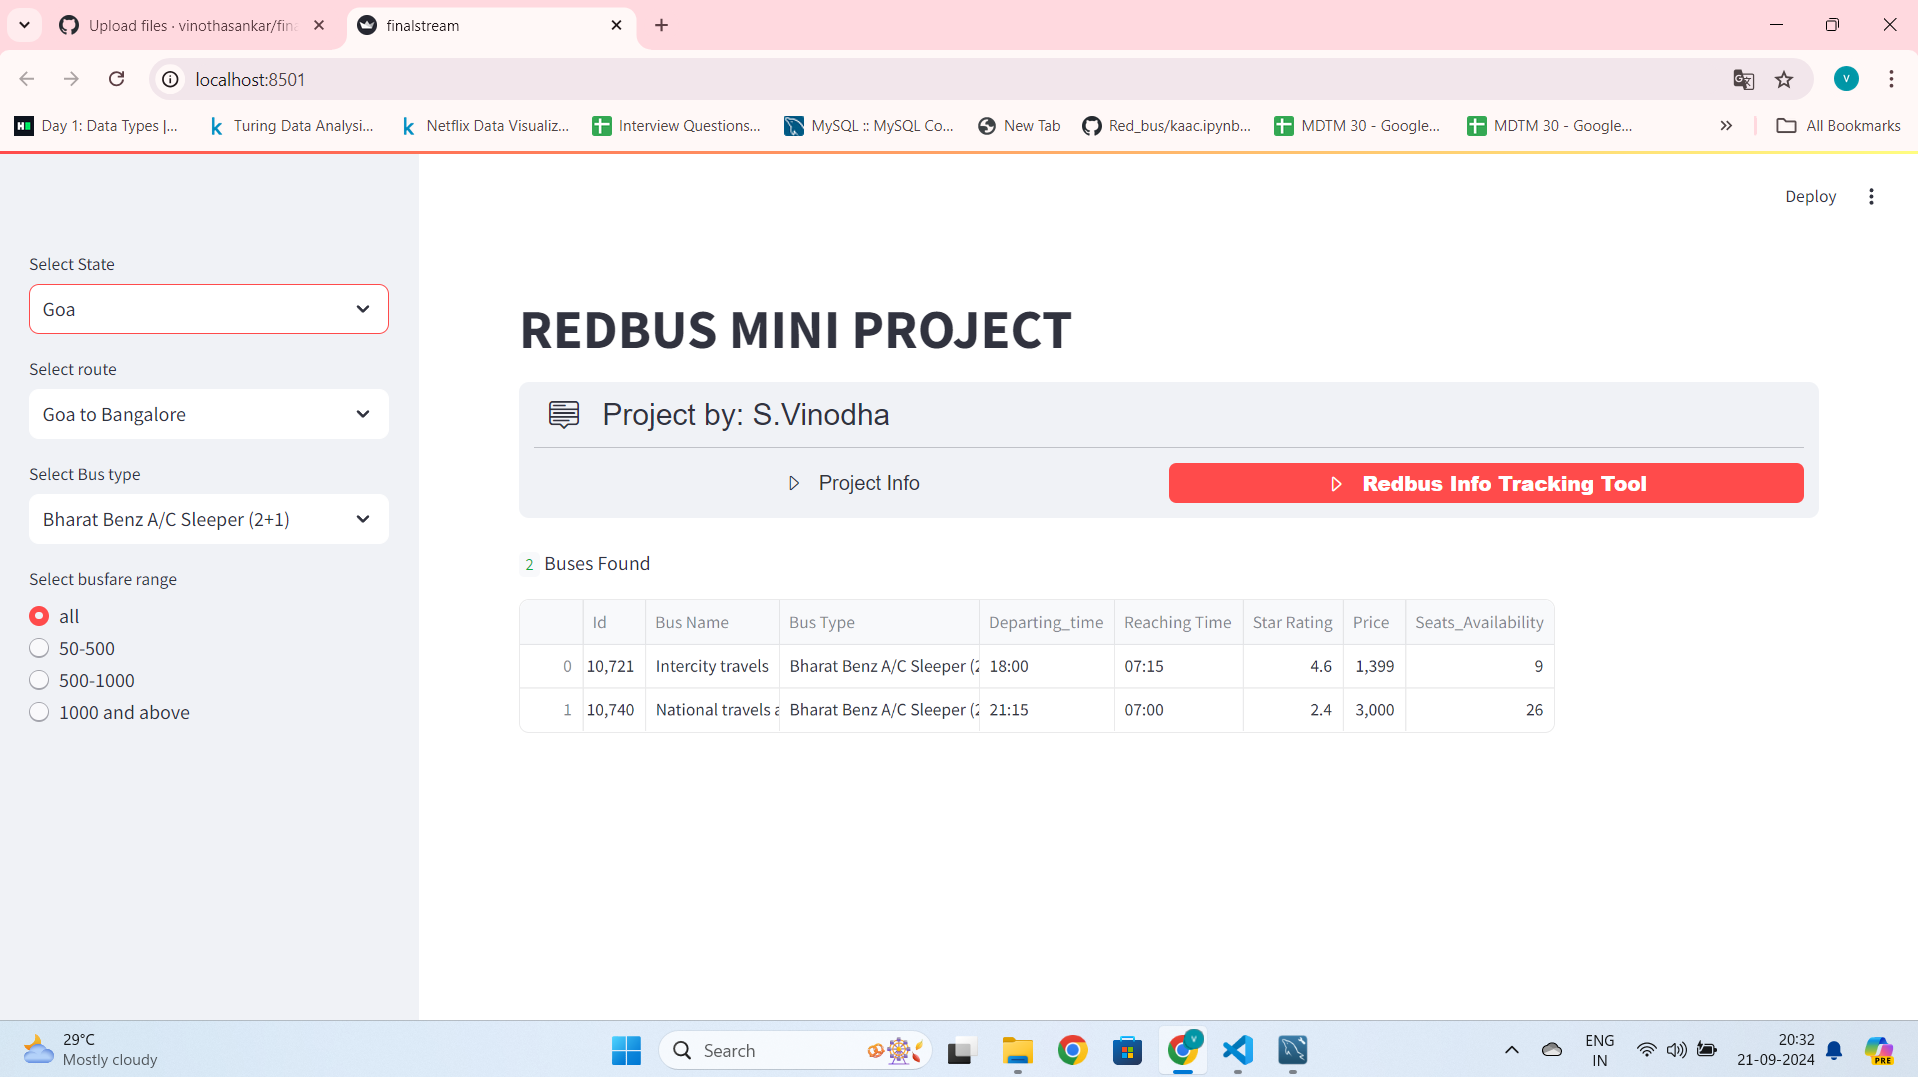 Upload files · vinothasankar/fina
finalstream
localhost:8501
V
Day 1: Data Types |...
Turing Data Analysi...
Netflix Data Visualiz...
Interview Questions...
MySQL :: MySQL Co...
New Tab
Red_bus/kaac.ipynb...
MDTM 30 - Google...
MDTM 30 - Google...
All Bookmarks
Deploy
Select State
Goa
Select route
Goa to Bangalore
Select Bus type
Bharat Benz A/C Sleeper (2+1)
Select busfare range
all
50-500
500-1000
1000 and above
REDBUS MINI PROJECT
Project by: S.Vinodha
Project Info
Redbus Info Tracking Tool
2 Buses Found
Id Bus Name Bus Type Departing_time Reaching Time Star Rating Price Seats_Availability
0 10,721 Intercity travels Bharat Benz A/C Sleeper (2 18:00 07:15 4.6 1,399 9
1 10,740 National travels a Bharat Benz A/C Sleeper (2 21:15 07:00 2.4 3,000 26
29°C
Mostly cloudy
Search
V
ENG
IN
20:32
21-09-2024
PRE